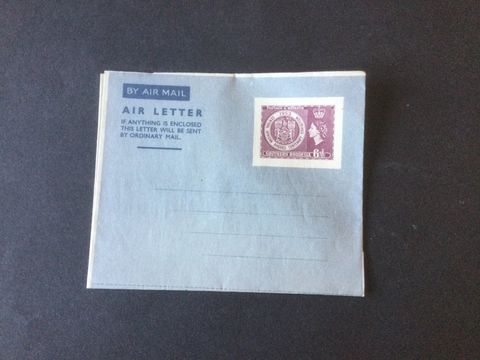 BY AIR MAIL
AIR LETTER
IF ANYTHING IS ENCLOSED
THIS LETTER WILL BE SENT
BY ORDINARY MAIL.
1953
SOUTHERN RHODESIA 6d